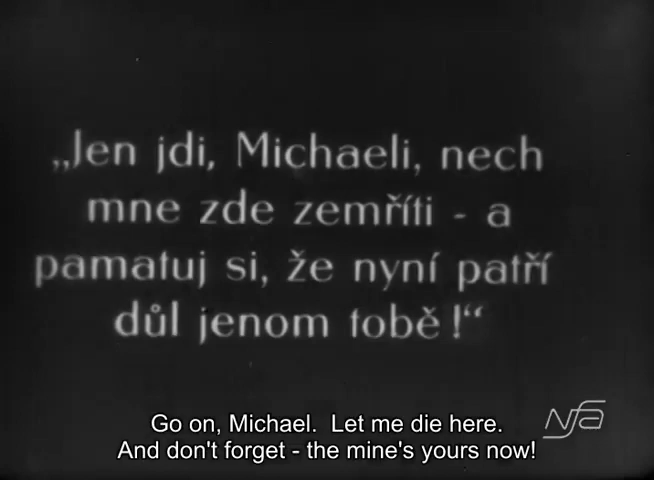 „Jen jdi, Michaeli, nech
mne zde zemříti - a
pamatuj si, že nyní patří
důl jenom tobě!“
Go on, Michael. Let me die here.
And don't forget - the mine's yours now!
nfa